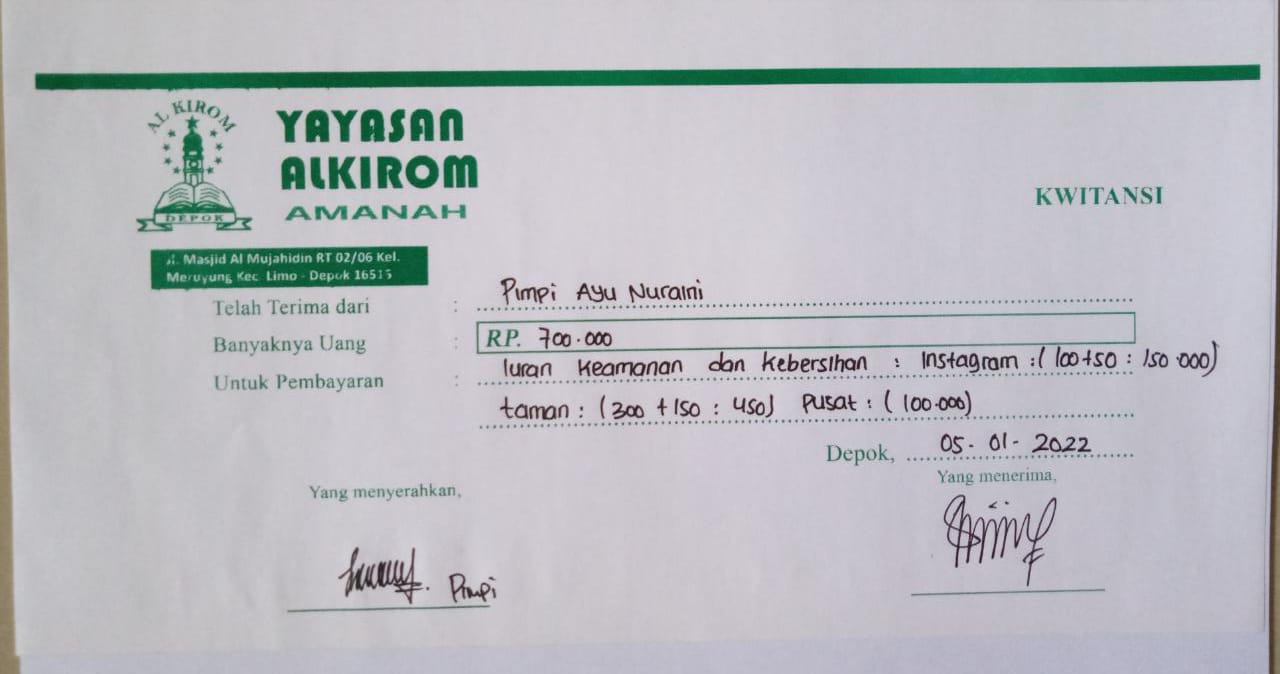 AL KIROM
DEPOK
YAYASAN
ALKIROM
AMANAH
Jl. Masjid Al Mujahidin RT 02/06 Kel.
Meruyung Kec. Limo - Depok 16515
KWITANSI
Telah Terima dari : Pimpi Ayu Nuraini
Banyaknya Uang : RP. 700.000
Untuk Pembayaran : Iuran Keamanan dan Kebersihan : Instagram : (100+50 : 150.000)
taman : (300 + 150 : 450) Pusat : (100.000)
Depok, 05-01-2022
Yang menyerahkan,
Yang menerima,
Pimpi